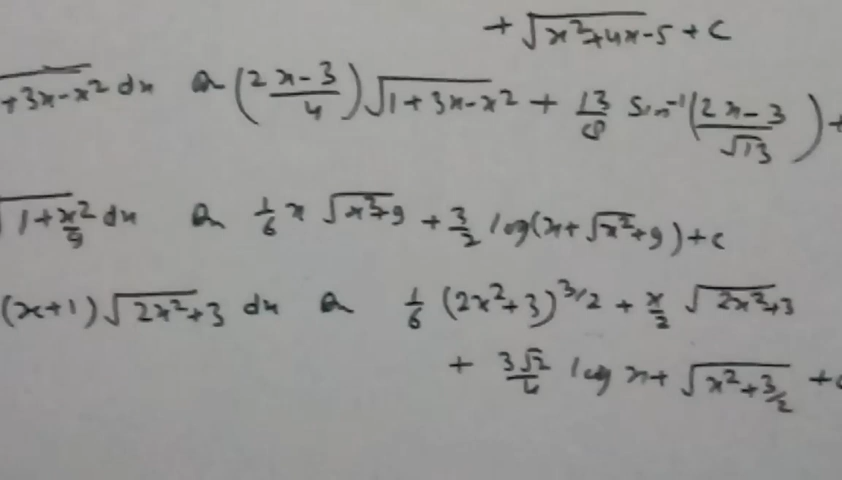 + √(x²+4x-5) + c
√(1+3x-x²) dx (2x-3/4) √(1+3x-x²) + 13/8 Sin⁻¹(2x-3/√13) +
√(1+x²/9) dx 1/6 x √(x²+9) + 3/2 log(x+√(x²+9)) + c
(x+1) √(2x²+3) dx 1/6 (2x²+3)^3/2 + x/2 √(2x²+3)
+ 3√2/4 log x + √(x²+3/2) + c